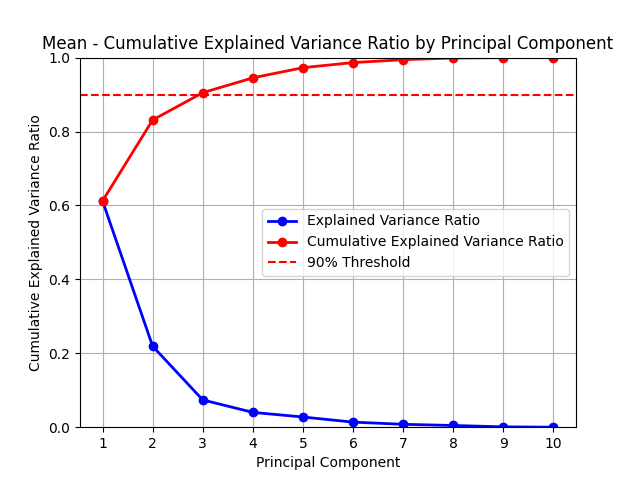 Mean - Cumulative Explained Variance Ratio by Principal Component
Cumulative Explained Variance Ratio
1.0
0.8
0.6
0.4
0.2
0.0
Explained Variance Ratio
Cumulative Explained Variance Ratio
90% Threshold
1 2 3 4 5 6 7 8 9 10
Principal Component